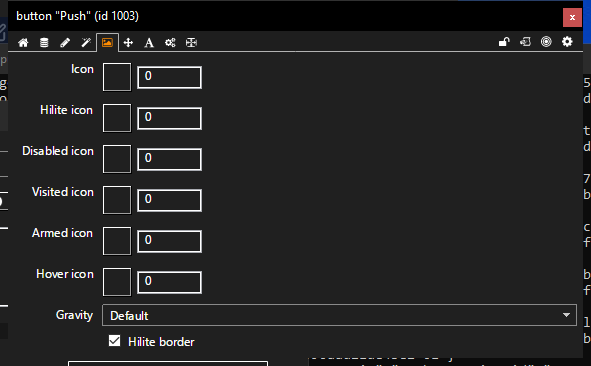 button "Push" (id 1003)
Icon
0
Hilite icon
0
Disabled icon
0
Visited icon
0
Armed icon
0
Hover icon
0
Gravity
Default
Hilite border